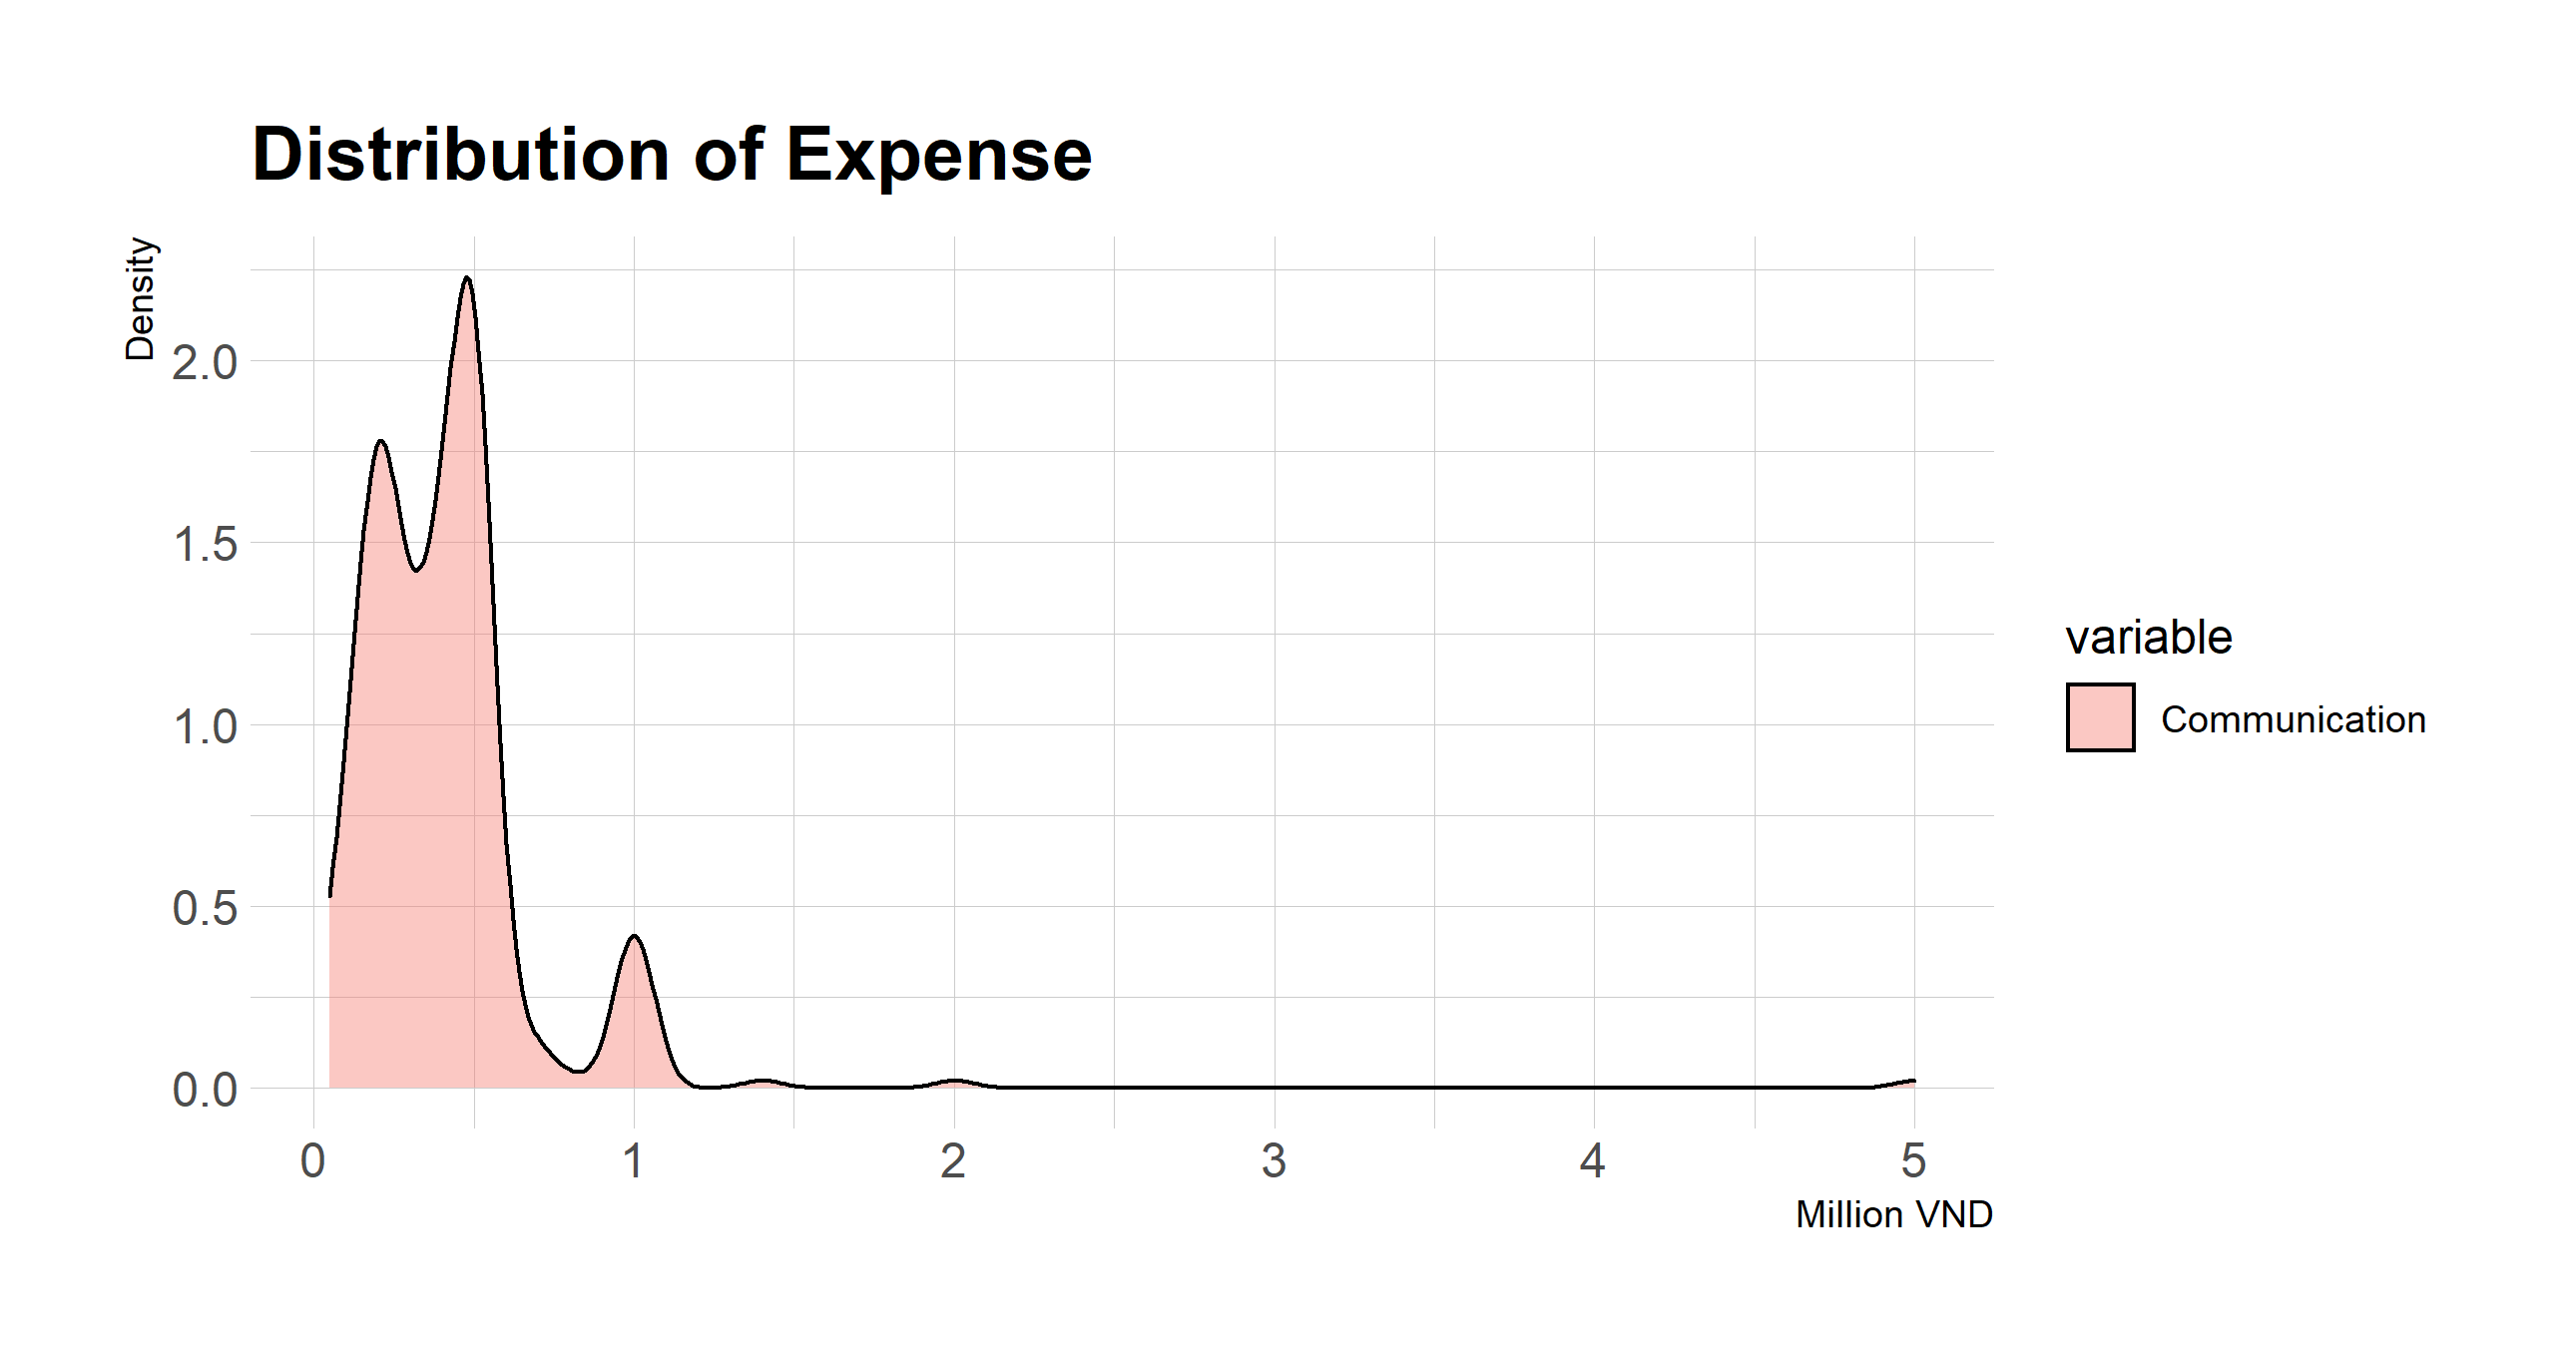 Distribution of Expense
Density
2.0
1.5
1.0
0.5
0.0
0 1 2 3 4 5
Million VND
variable
Communication